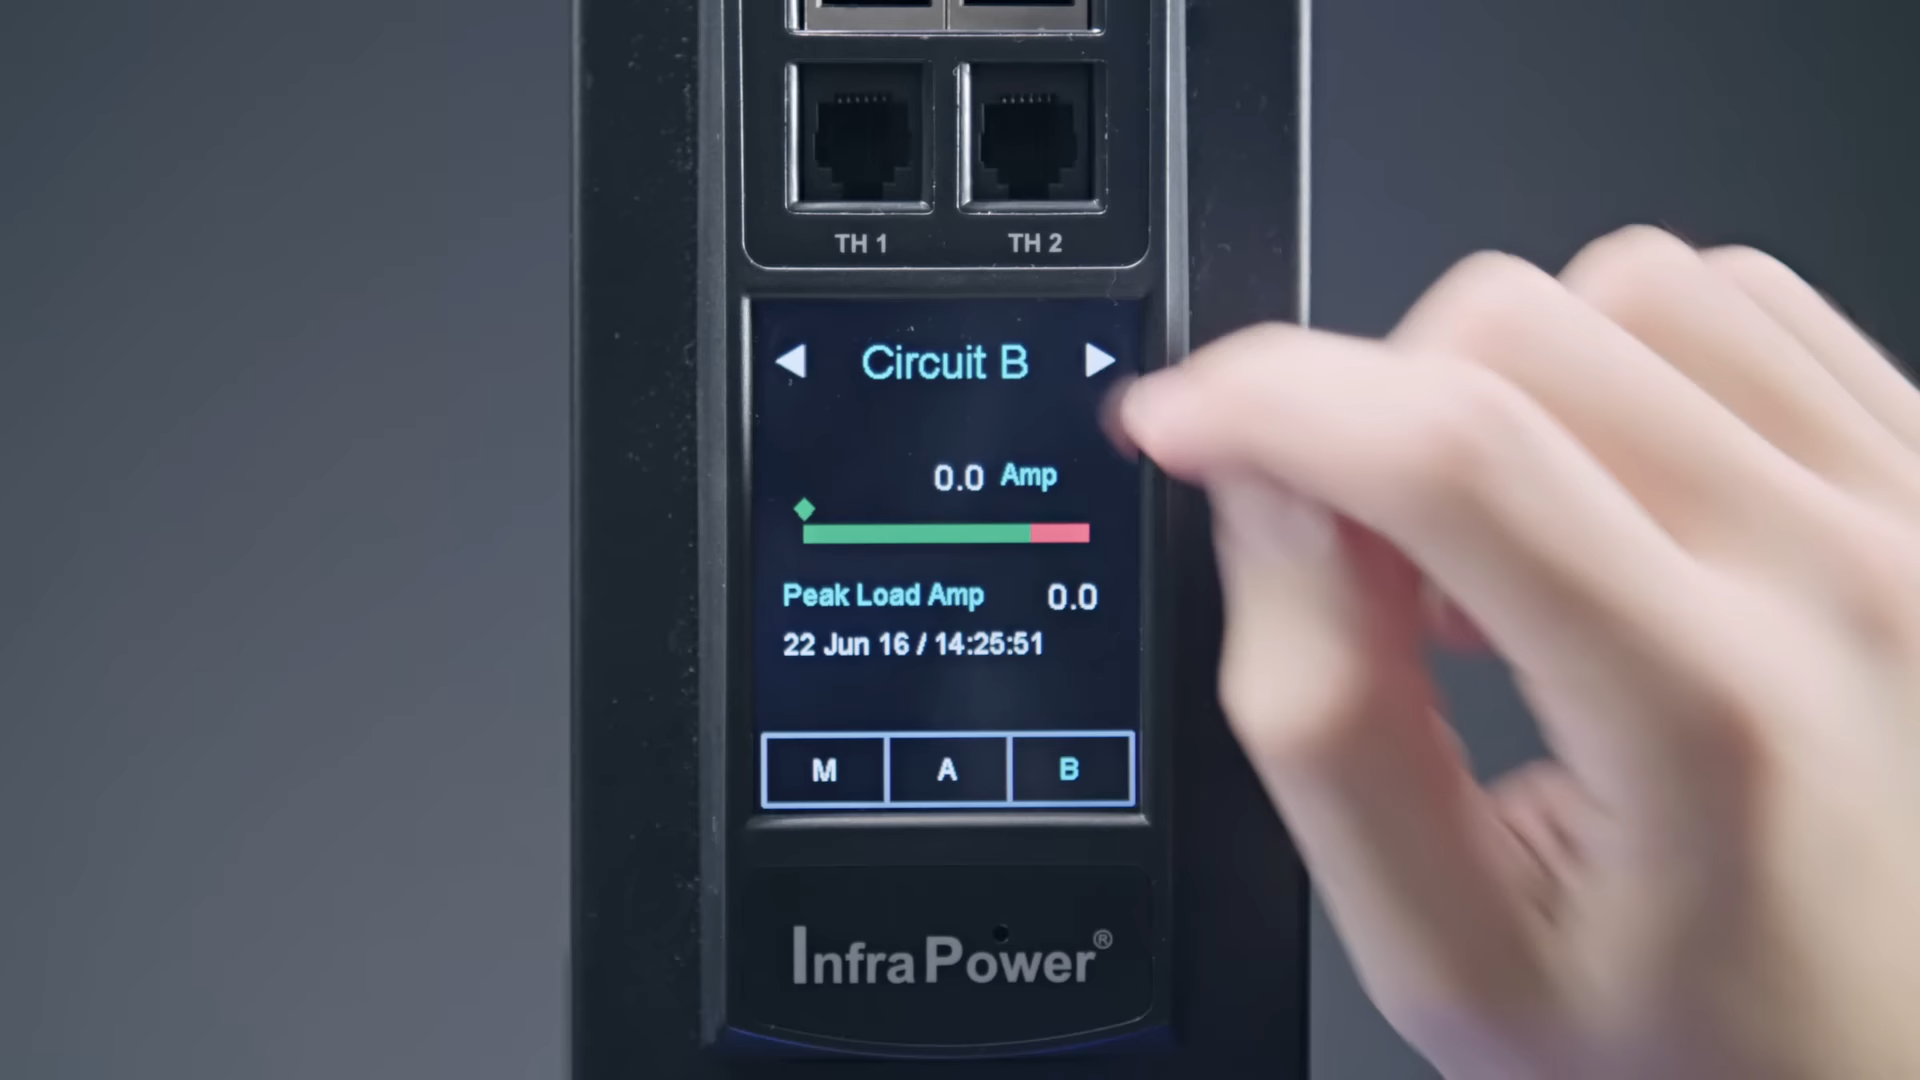 TH 1 TH 2
Circuit B
0.0 Amp
Peak Load Amp 0.0
22 Jun 16 / 14:25:51
M A B
InfraPower®